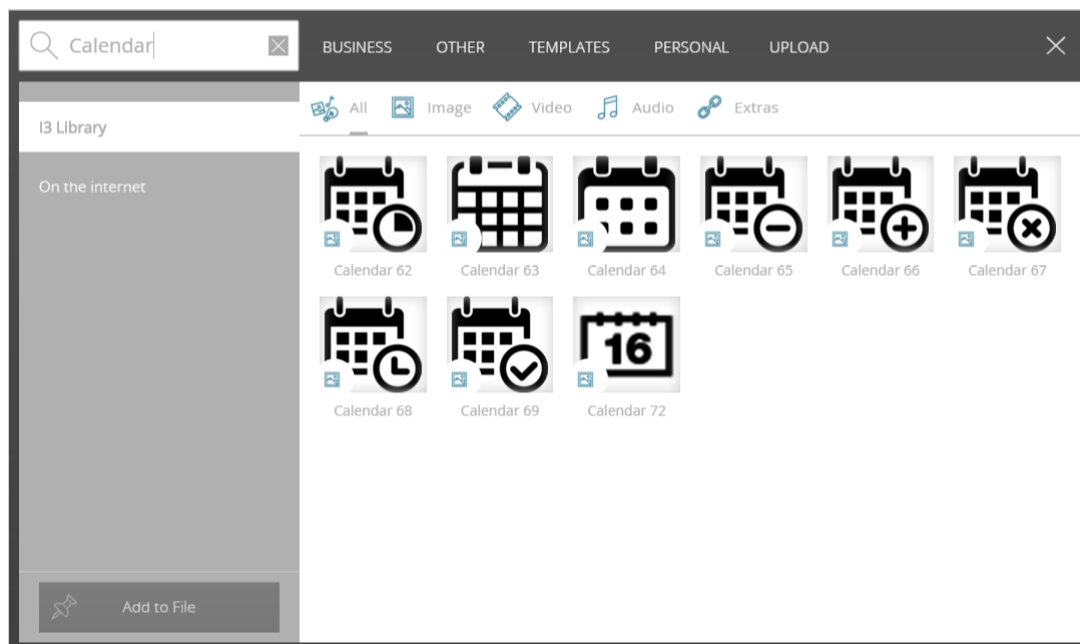 Calendar
BUSINESS OTHER TEMPLATES PERSONAL UPLOAD
All Image Video Audio Extras
I3 Library
On the internet
Calendar 62 Calendar 63 Calendar 64 Calendar 65 Calendar 66 Calendar 67
16
Calendar 68 Calendar 69 Calendar 72
Add to File